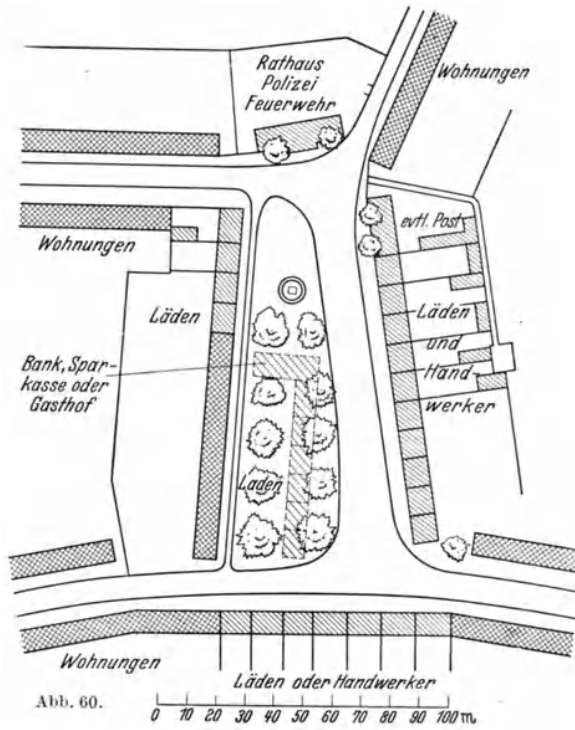 Rathaus
Polizei
Feuerwehr
Wohnungen
Wohnungen
evtl. Post
Läden
Läden
und
Hand
werker
Bank, Spar-
kasse oder
Gasthof
Laden
Wohnungen
Läden oder Handwerker
Abb. 60.
0 10 20 30 40 50 60 70 80 90 100 m.